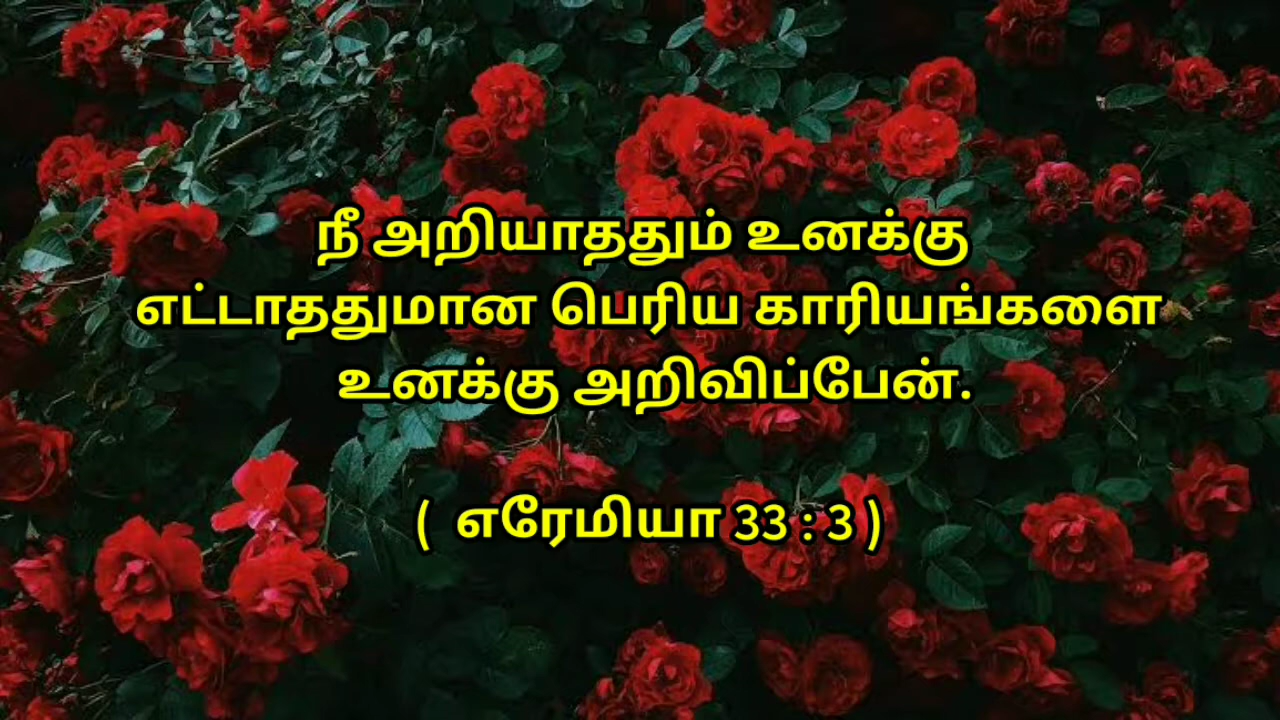 நீ அறியாததும் உனக்கு
எட்டாததுமான பெரிய காரியங்களை
உனக்கு அறிவிப்பேன்.
( எரேமியா 33 : 3 )